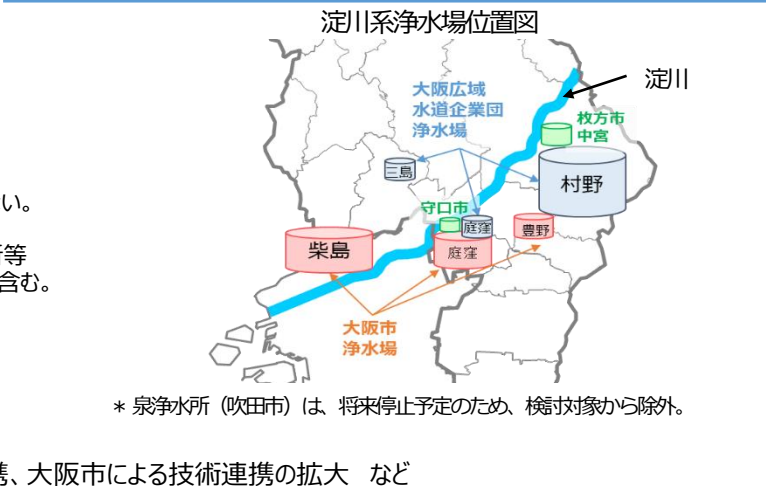 淀川系浄水場位置図
淀川
大阪広域
水道企業団
浄水場
枚方市
中宮
三島
村野
い。
守口市
庭窪
豊野
柴島
庭窪
等
含む。
大阪市
浄水場
＊ 泉浄水所（吹田市）は、将来停止予定のため、検討対象から除外。
、大阪市による技術連携の拡大　など